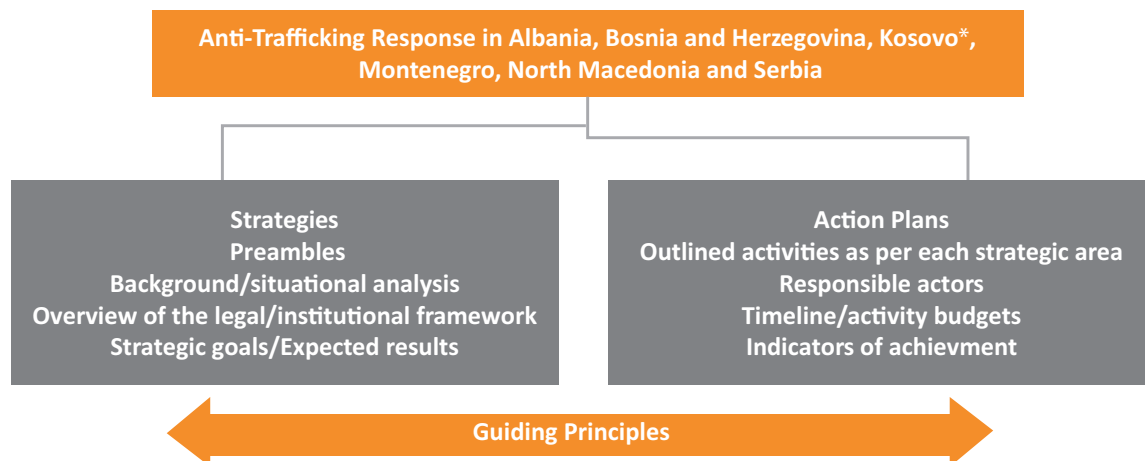 Anti-Trafficking Response in Albania, Bosnia and Herzegovina, Kosovo*,
Montenegro, North Macedonia and Serbia
Strategies
Preambles
Background/situational analysis
Overview of the legal/institutional framework
Strategic goals/Expected results
Action Plans
Outlined activities as per each strategic area
Responsible actors
Timeline/activity budgets
Indicators of achievment
Guiding Principles